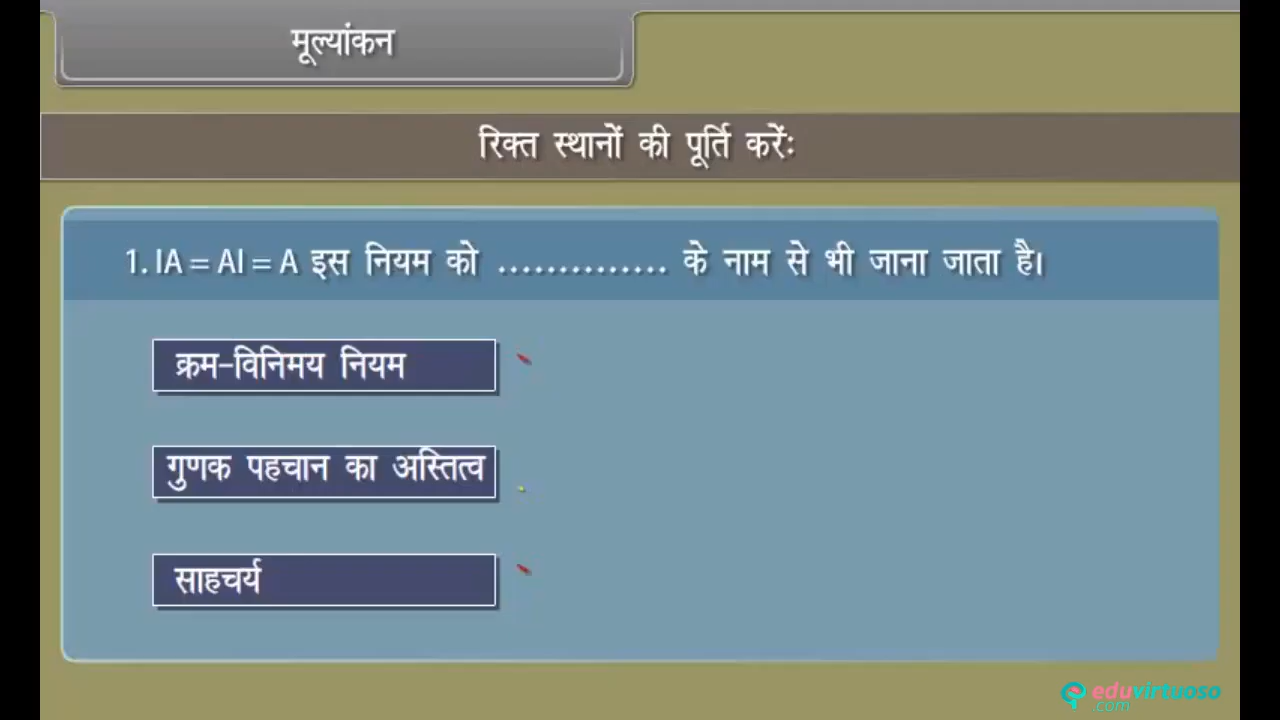 मूल्यांकन
रिक्त स्थानों की पूर्ति करेंः
1. IA = AI = A इस नियम को .............. के नाम से भी जाना जाता है।
क्रम-विनिमय नियम
गुणक पहचान का अस्तित्व
साहचर्य
eduvirtuoso
.com